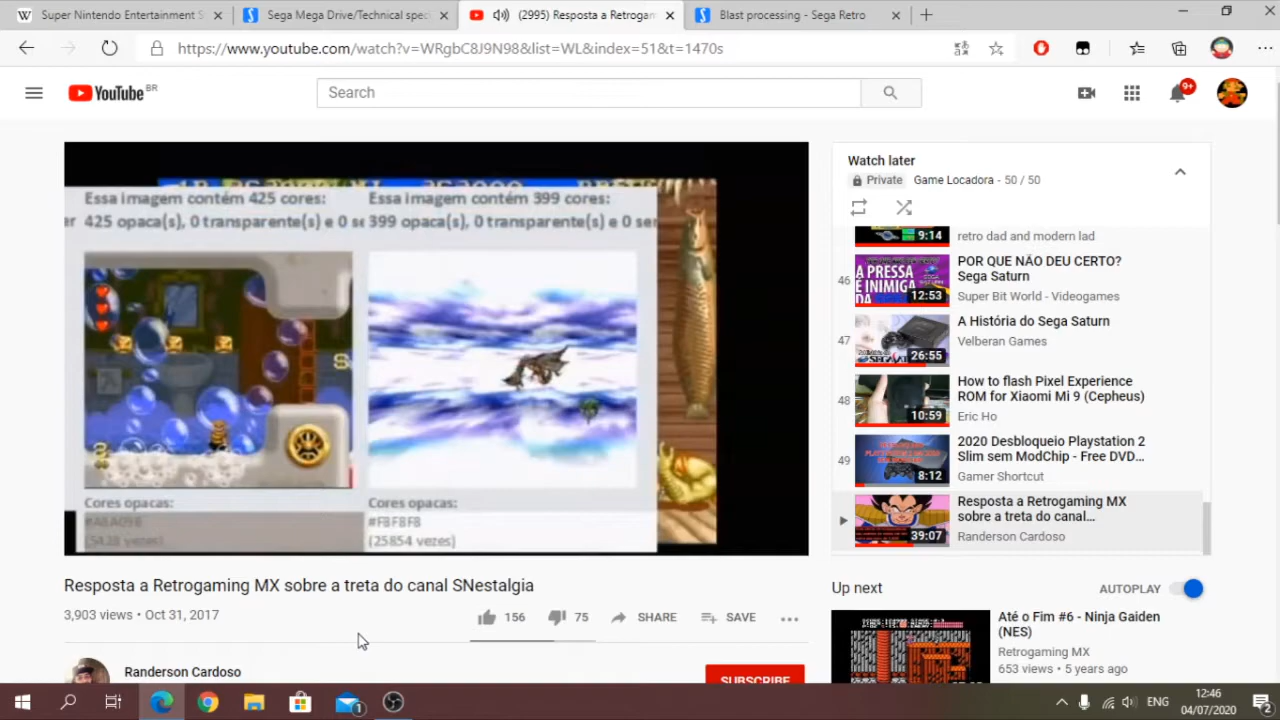 Super Nintendo Entertainment S
Sega Mega Drive/Technical speci
(2995) Resposta a Retrogam
Blast processing - Sega Retro
https://www.youtube.com/watch?v=WRgbC8J9N98&list=WL&index=51&t=1470s
YouTube BR
Search
9+
Essa imagem contém 425 cores:
425 opaca(s), 0 transparente(s) e 0 se
Essa imagem contém 399 cores:
399 opaca(s), 0 transparente(s) e 0 ser
Cores opacas:
Cores opacas:
#F8F8F8
(25854 vezes)
Watch later
Private Game Locadora - 50 / 50
9:14
retro dad and modern lad
46
A PRESSA
É INIMIGA
DA
12:53
POR QUE NÃO DEU CERTO?
Sega Saturn
Super Bit World - Videogames
47
26:55
A História do Sega Saturn
Velberan Games
48
10:59
How to flash Pixel Experience
ROM for Xiaomi Mi 9 (Cepheus)
Eric Ho
49
8:12
2020 Desbloqueio Playstation 2
Slim sem ModChip - Free DVD...
Gamer Shortcut
39:07
Resposta a Retrogaming MX
sobre a treta do canal...
Randerson Cardoso
Resposta a Retrogaming MX sobre a treta do canal SNestalgia
3,903 views • Oct 31, 2017
156
75
SHARE
SAVE
Randerson Cardoso
SUBSCRIBE
Up next
AUTOPLAY
Até o Fim #6 - Ninja Gaiden
(NES)
Retrogaming MX
653 views • 5 years ago
1
ENG
12:46
04/07/2020
2